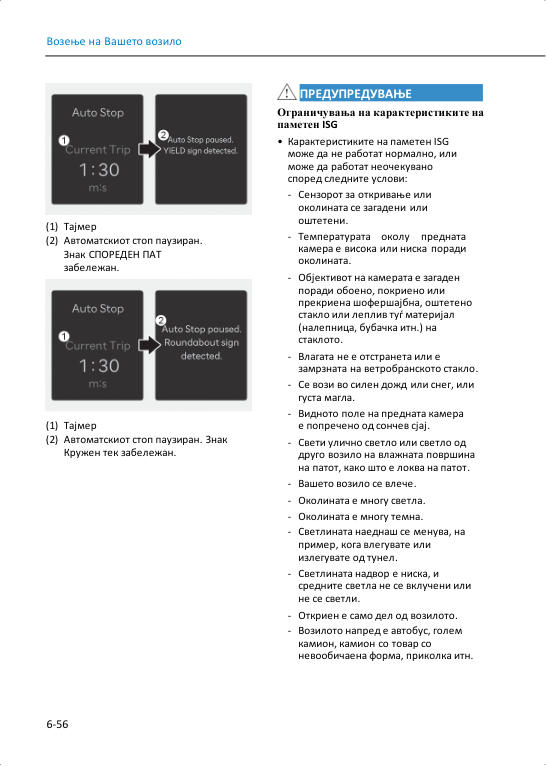 Возење на Вашето возило
Auto Stop
1
Current Trip
1:30
m:s
2
Auto Stop paused.
YIELD sign detected.
(1) Тајмер
(2) Автоматскиот стоп паузиран.
Знак СПОРЕДЕН ПАТ
забележан.
Auto Stop
1
Current Trip
1:30
m:s
2
Auto Stop paused.
Roundabout sign
detected.
(1) Тајмер
(2) Автоматскиот стоп паузиран. Знак
Кружен тек забележан.
ПРЕДУПРЕДУВАЊЕ
Ограничувања на карактеристиките на
паметен ISG
• Карактеристиките на паметен ISG
може да не работат нормално, или
може да работат неочекувано
според следните услови:
- Сензорот за откривање или
околината се загадени или
оштетени.
- Температурата околу предната
камера е висока или ниска поради
околината.
- Објективот на камерата е загаден
поради обоено, покриено или
прекриена шофершајбна, оштетено
стакло или леплив туѓ материјал
(налепница, бубачка итн.) на
стаклото.
- Влагата не е отстранета или е
замрзната на ветробранското стакло.
- Се вози во силен дожд или снег, или
густа магла.
- Видното поле на предната камера
е попречено од сончев сјај.
- Свети улично светло или светло од
друго возило на влажната површина
на патот, како што е локва на патот.
- Вашето возило се влече.
- Околината е многу светла.
- Околината е многу темна.
- Светлината наеднаш се менува, на
пример, кога влегувате или
излегувате од тунел.
- Светлината надвор е ниска, и
средните светла не се вклучени или
не се светли.
- Откриен е само дел од возилото.
- Возилото напред е автобус, голем
камион, камион со товар со
невообичаена форма, приколка итн.
6-56